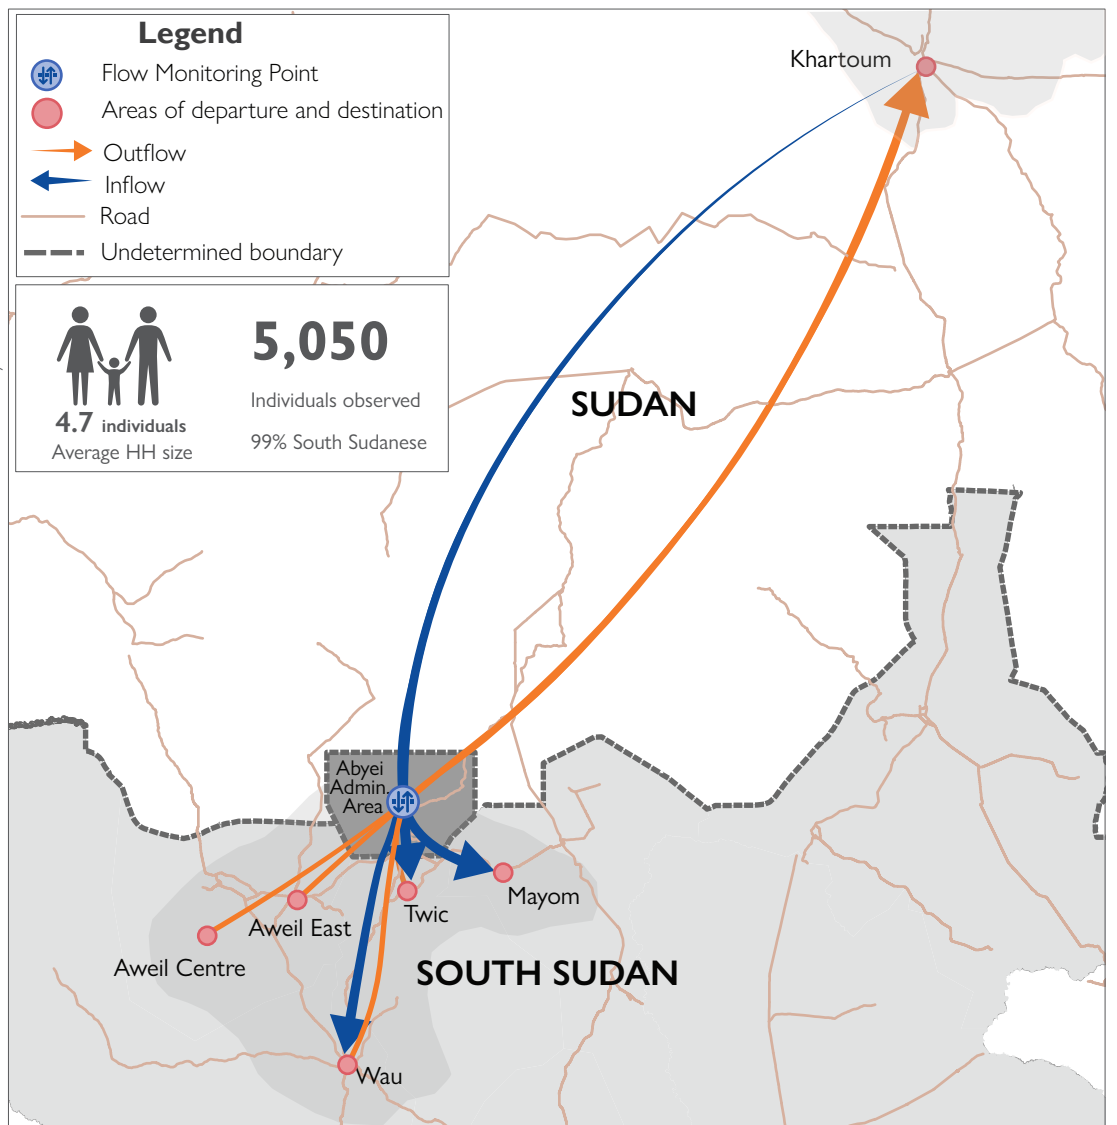 Legend
Flow Monitoring Point
Areas of departure and destination
Outflow
Inflow
Road
Undetermined boundary
5,050
Individuals observed
99% South Sudanese
4.7 individuals
Average HH size
Khartoum
SUDAN
Abyei
Admin.
Area
Mayom
Twic
Aweil East
Aweil Centre
SOUTH SUDAN
Wau